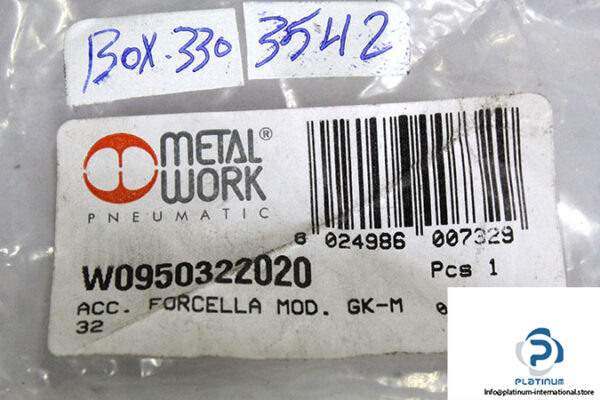 BOX.330 3542
METAL®
WORK
PNEUMATIC
8 024986 007329
W0950322020 Pcs 1
ACC. FORCELLA MOD. GK-M
32
PLATINUM
Info@platinum-international.store